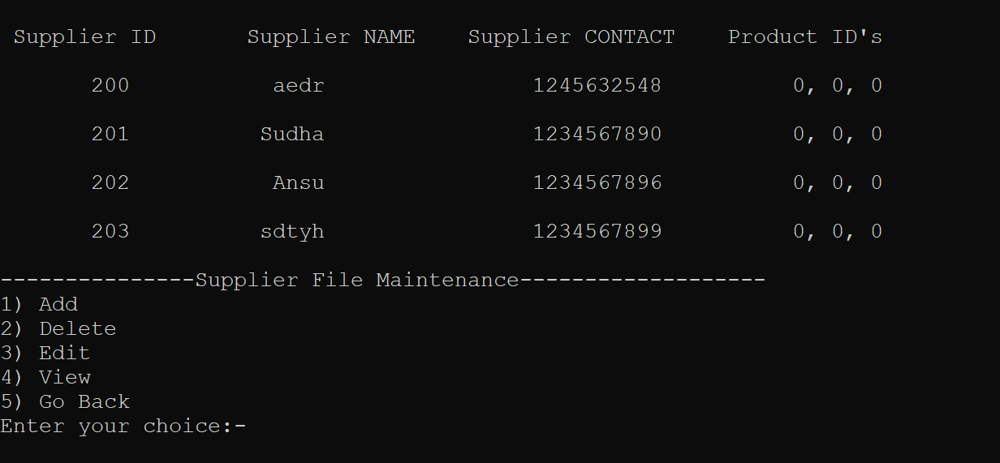 Supplier ID Supplier NAME Supplier CONTACT Product ID's
200 aedr 1245632548 0, 0, 0
201 Sudha 1234567890 0, 0, 0
202 Ansu 1234567896 0, 0, 0
203 sdtyh 1234567899 0, 0, 0
---------------Supplier File Maintenance-------------------
1) Add
2) Delete
3) Edit
4) View
5) Go Back
Enter your choice:-